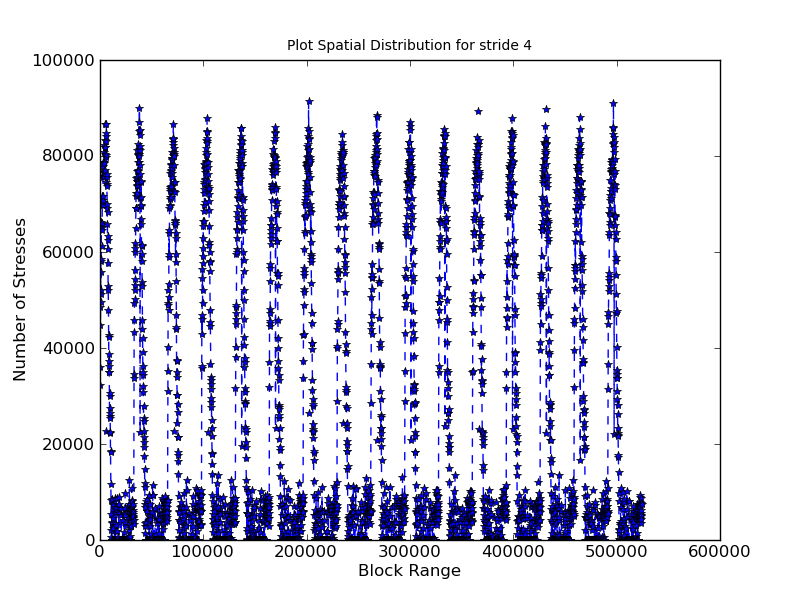 Plot Spatial Distribution for stride 4
100000
80000
60000
40000
20000
0
Number of Stresses
0 100000 200000 300000 400000 500000 600000
Block Range